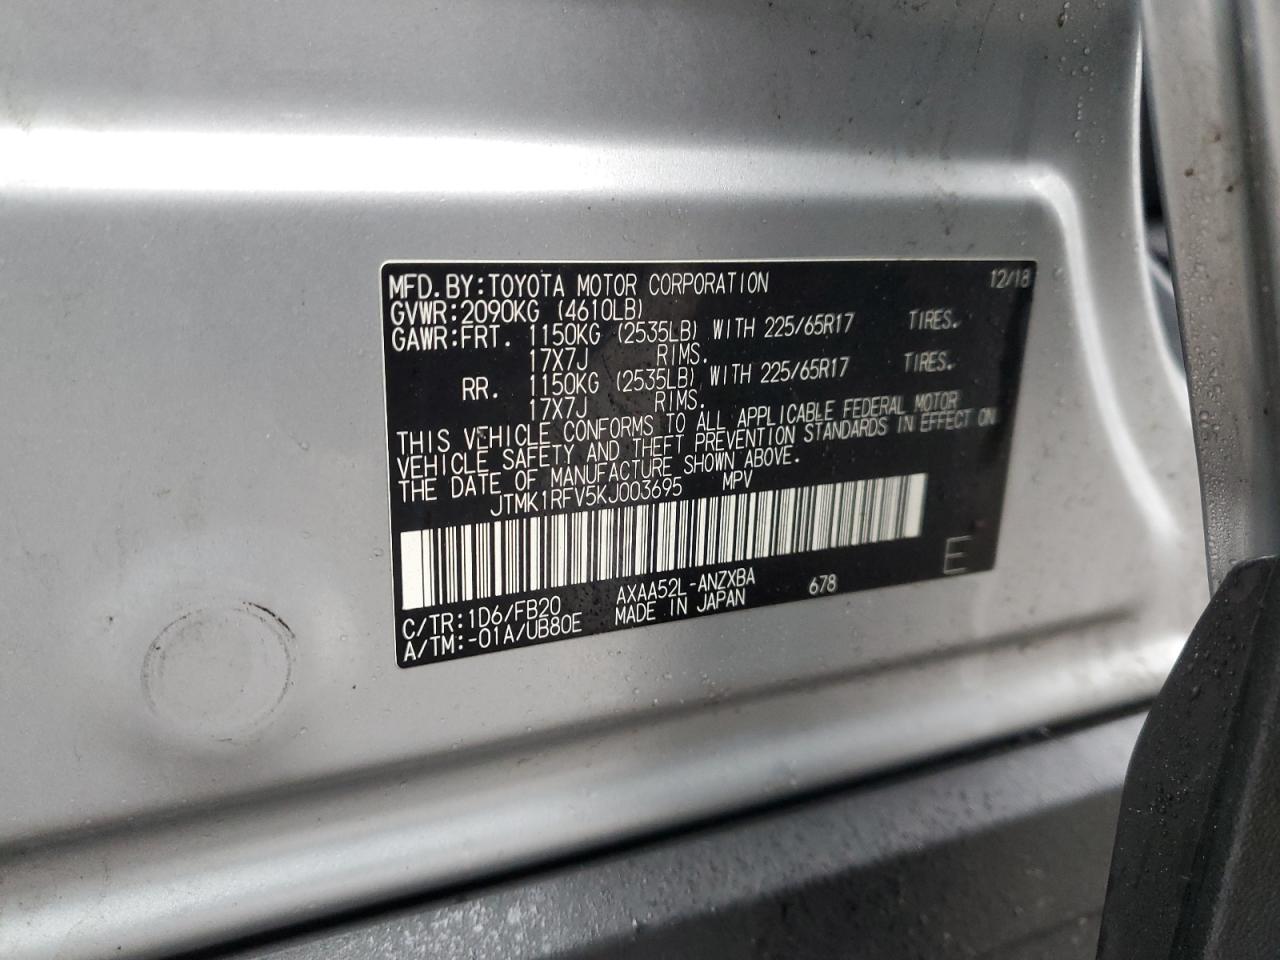 MFD. BY: TOYOTA MOTOR CORPORATION 12/18
GVWR: 2090KG (4610LB)
GAWR: FRT. 1150KG (2535LB) WITH 225/65R17 TIRES.
17X7J RIMS.
RR. 1150KG (2535LB) WITH 225/65R17 TIRES.
17X7J RIMS.
THIS VEHICLE CONFORMS TO ALL APPLICABLE FEDERAL MOTOR
VEHICLE SAFETY AND THEFT PREVENTION STANDARDS IN EFFECT ON
THE DATE OF MANUFACTURE SHOWN ABOVE.
JTMK1RFV5KJ003695 MPV
E
C/TR: 1D6/FB20 AXAA52L-ANZXBA 678
A/TM: -01A/UB80E MADE IN JAPAN